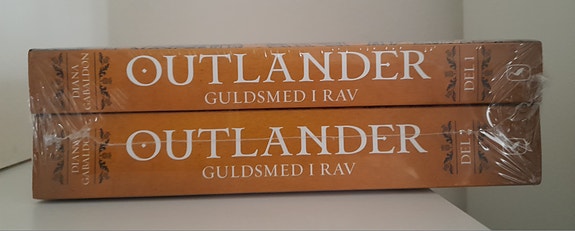 DIANA
GABALDON
OUTLANDER
GULDSMED I RAV
DEL 1
DIANA
GABALDON
OUTLANDER
GULDSMED I RAV
DEL 2